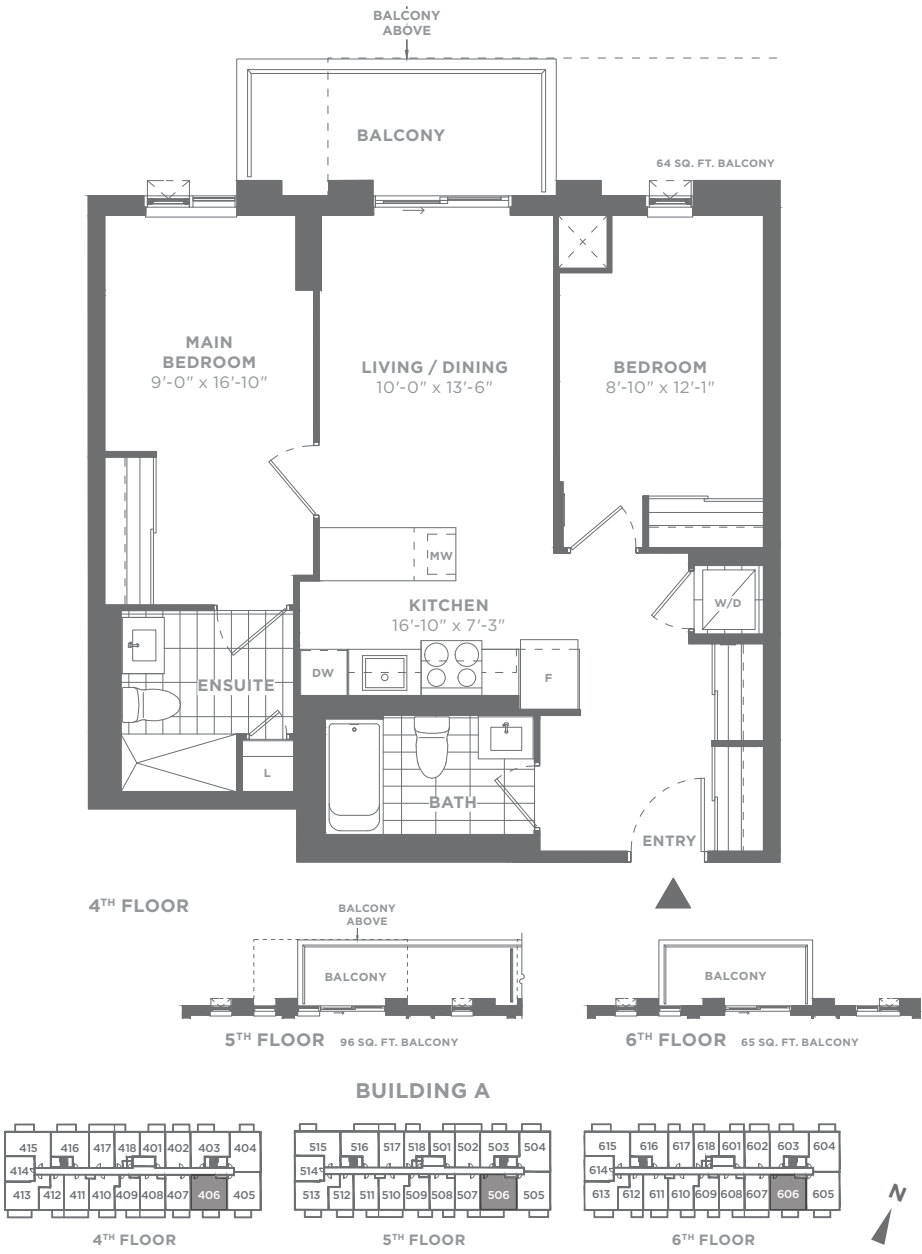 BALCONY
ABOVE
BALCONY
64 SQ. FT. BALCONY
MAIN
BEDROOM
9'-0" x 16'-10"
LIVING / DINING
10'-0" x 13'-6"
BEDROOM
8'-10" x 12'-1"
MW
KITCHEN
16'-10" x 7'-3"
W/D
DW
F
ENSUITE
L
BATH
ENTRY
4TH FLOOR
BALCONY
ABOVE
BALCONY
BALCONY
5TH FLOOR 96 SQ. FT. BALCONY
6TH FLOOR 65 SQ. FT. BALCONY
BUILDING A
415 416 417 418 401 402 403 404
414
413 412 411 410 409 408 407 406 405
4TH FLOOR
515 516 517 518 501 502 503 504
514
513 512 511 510 509 508 507 506 505
5TH FLOOR
615 616 617 618 601 602 603 604
614
613 612 611 610 609 608 607 606 605
6TH FLOOR
N